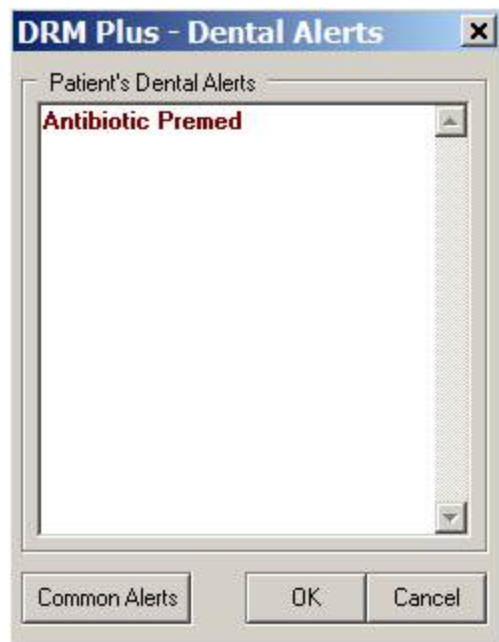 DRM Plus - Dental Alerts
Patient's Dental Alerts
Antibiotic Premed
Common Alerts OK Cancel